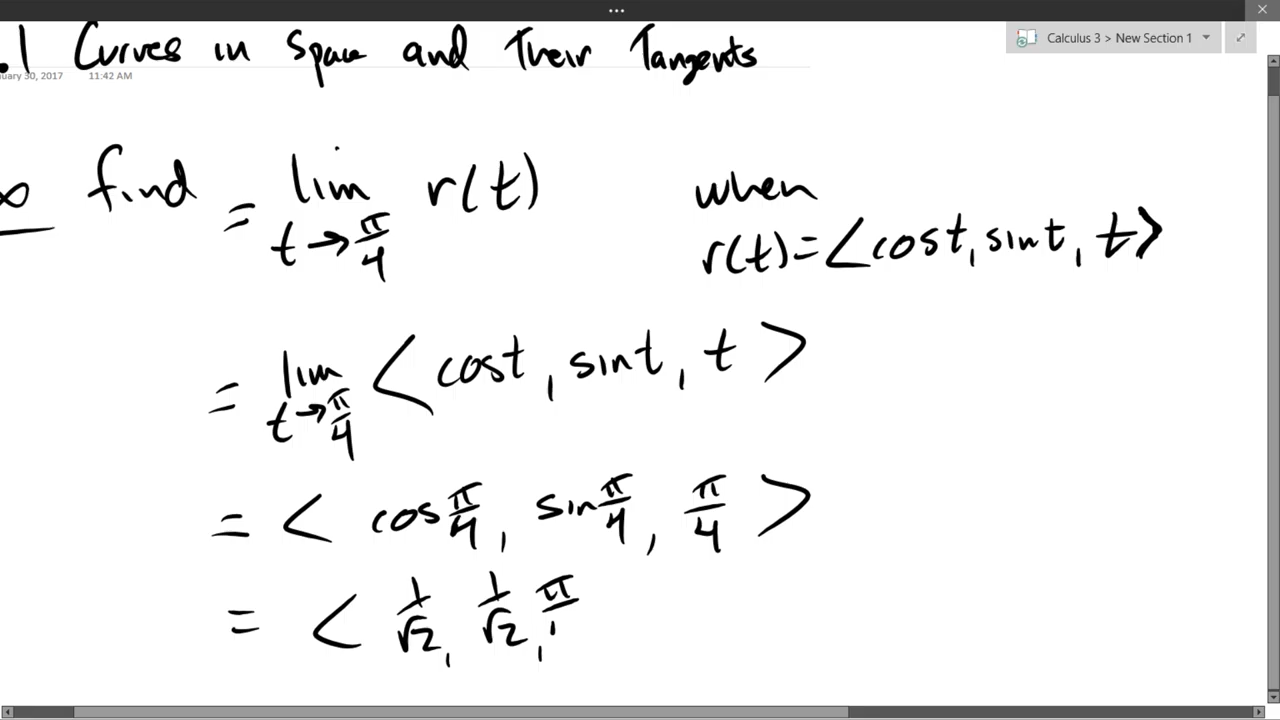 .1 Curves in Space and Their Tangents
Calculus 3 > New Section 1
uary 30, 2017 11:42 AM
find = lim t→π/4 r(t) when
r(t)=<cost, sint, t>
= lim t→π/4 <cost, sint, t>
= <cos π/4, sin π/4, π/4>
= < 1/√2, 1/√2, π